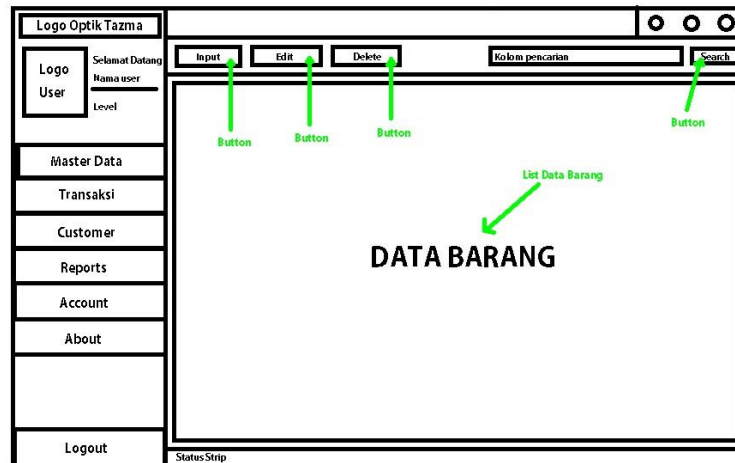 Logo Optik Tazma
Logo
User
Selamat Datang
Nama user
Level
Master Data
Transaksi
Customer
Reports
Account
About
Logout
Input
Edit
Delete
Kolom pencarian
Search
Button
Button
Button
Button
List Data Barang
DATA BARANG
Status Strip